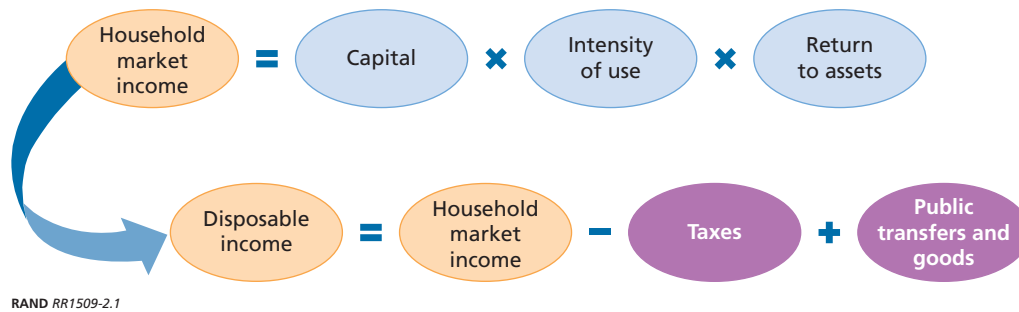 Household
market
income
=
Capital
×
Intensity
of use
×
Return
to assets
Disposable
income
=
Household
market
income
−
Taxes
+
Public
transfers and
goods
RAND RR1509-2.1